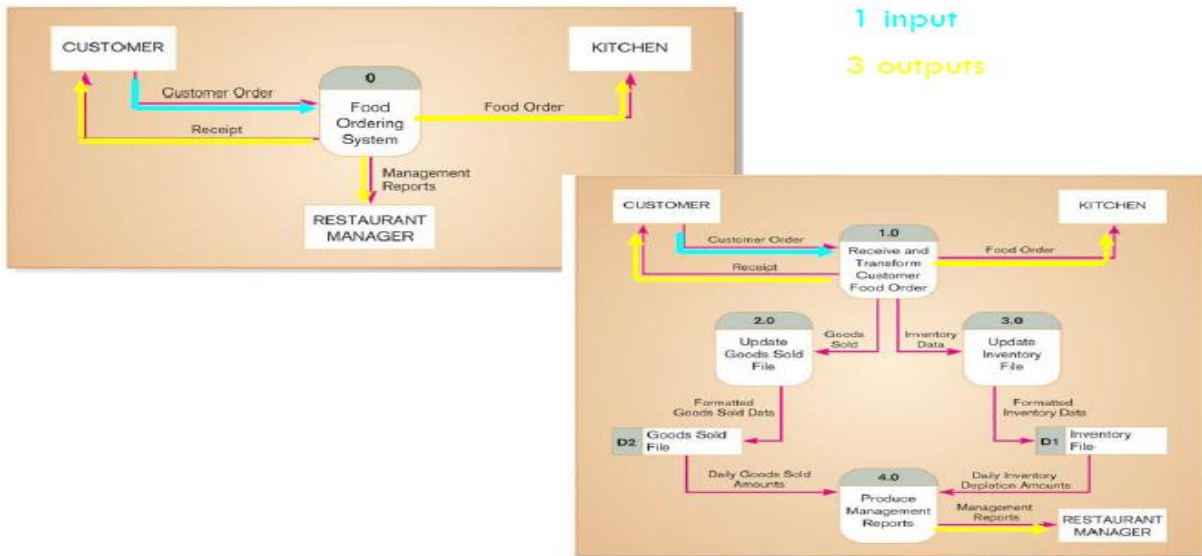 1 input
3 outputs
CUSTOMER
KITCHEN
0
Food
Ordering
System
Customer Order
Receipt
Food Order
Management
Reports
RESTAURANT
MANAGER
CUSTOMER
KITCHEN
1.0
Receive and
Transform
Customer
Food Order
Customer Order
Receipt
Food Order
2.0
Update
Goods Sold
File
Goods
Sold
Inventory
Data
3.0
Update
Inventory
File
Formatted
Goods Sold Data
Formatted
Inventory Data
D2 Goods Sold
File
D1 Inventory
File
Daily Goods Sold
Amounts
4.0
Produce
Management
Reports
Daily Inventory
Depletion Amounts
Management
Reports
RESTAURANT
MANAGER